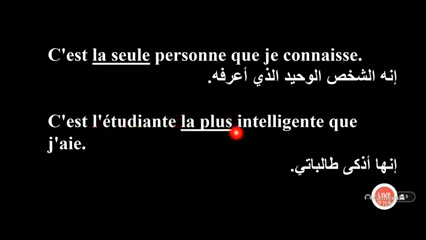 C'est la seule personne que je connaisse.
إنه الشخص الوحيد الذي أعرفه.
C'est l'étudiante la plus intelligente que
j'aie.
إنها أذكى طالباتي.
LIKE